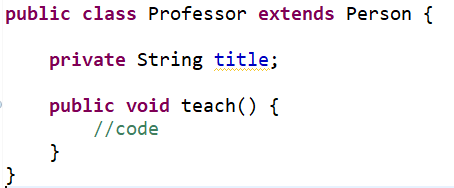 public class Professor extends Person {
private String title;
public void teach() {
//code
}
}